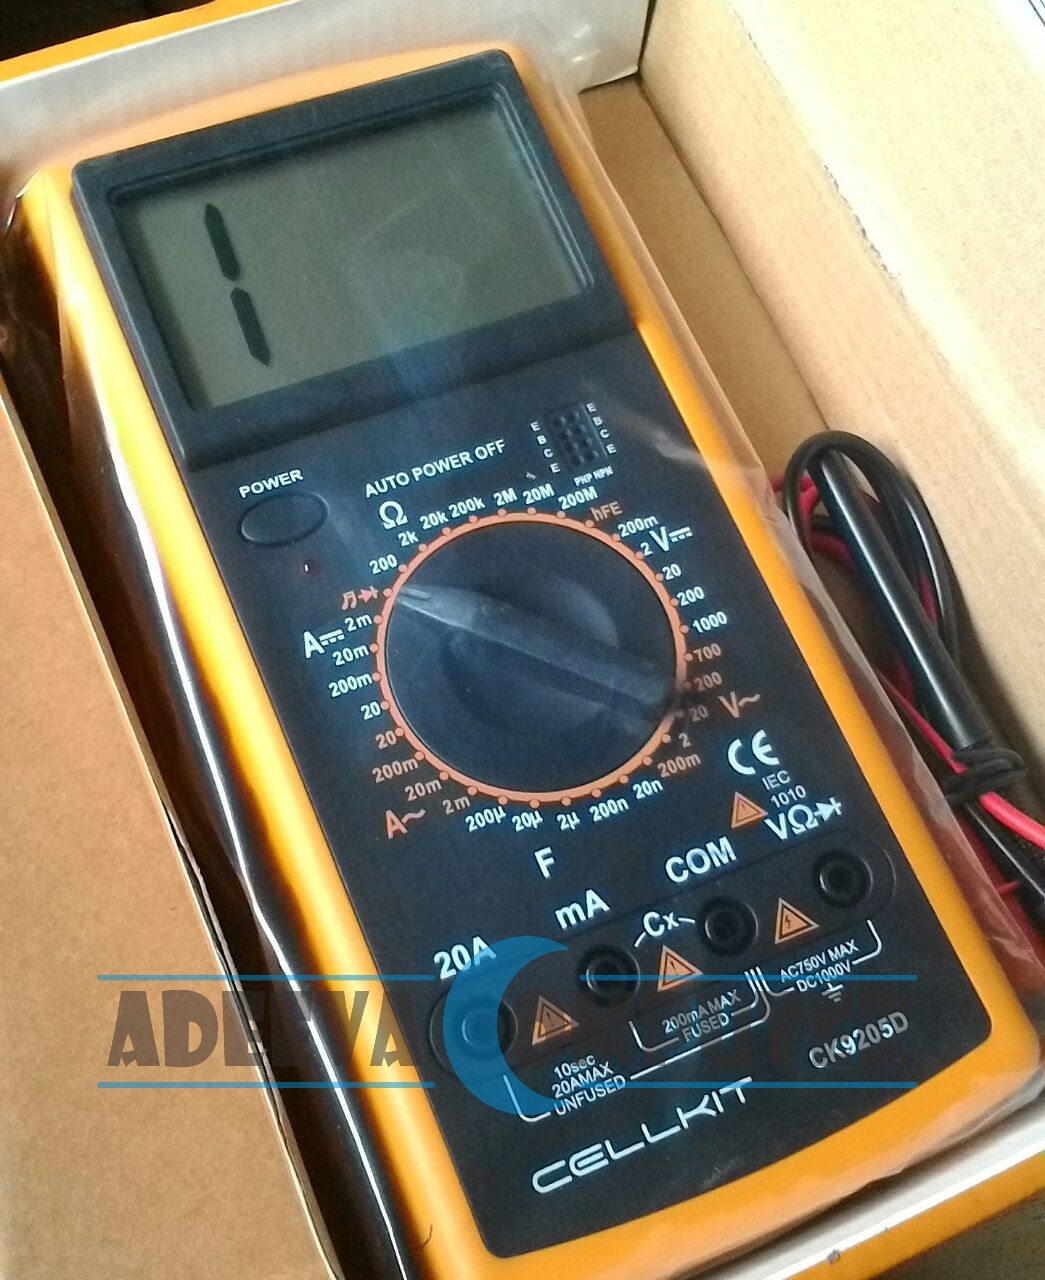 1
POWER
AUTO POWER OFF
E
B
C
E
E
B
C
E
PNP NPN
Ω
200
2k
20k
200k
2M
20M
200M
hFE
200m
2
V
20
200
1000
700
200
20
V~
2
200m
20n
200n
2µ
20µ
200µ
F
2m
20m
200m
20
A~
20
200m
20m
2m
A
CE
IEC
1010
VΩ
COM
Cx
mA
20A
AC750V MAX
DC1000V
200mA MAX
FUSED
10sec
20AMAX
UNFUSED
CK9205D
CELLKIT